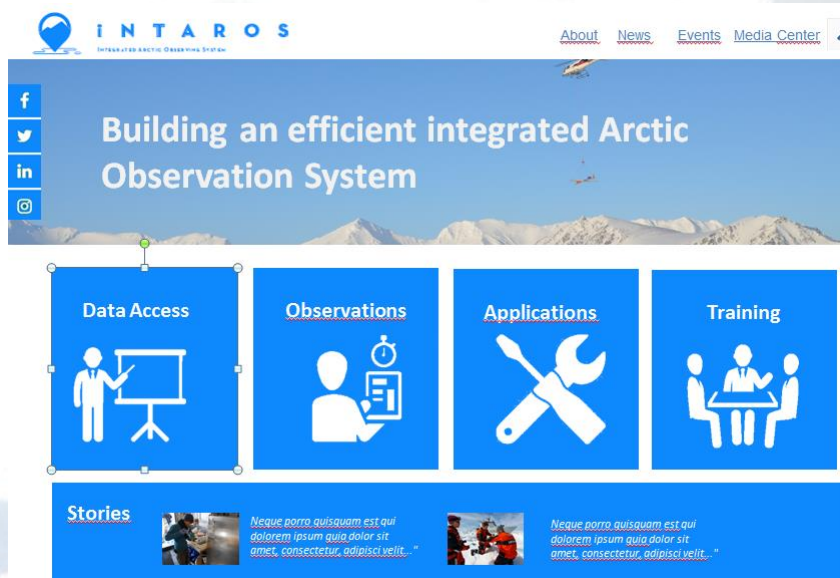 iNTAROS
INTEGRATED ARCTIC OBSERVING SYSTEM
About News Events Media Center
Building an efficient integrated Arctic
Observation System
f
in
Data Access
Observations
Applications
Training
Stories
Neque porro quisquam est qui
dolorem ipsum quia dolor sit
amet, consectetur, adipisci velit..."
Neque porro quisquam est qui
dolorem ipsum quia dolor sit
amet, consectetur, adipisci velit..."